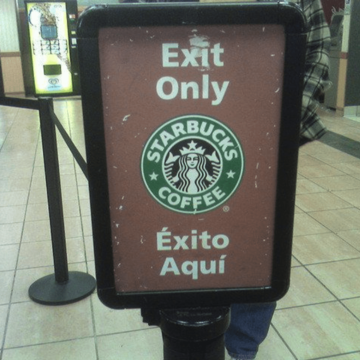 Exit
Only
STARBUCKS
COFFEE
Éxito
Aquí